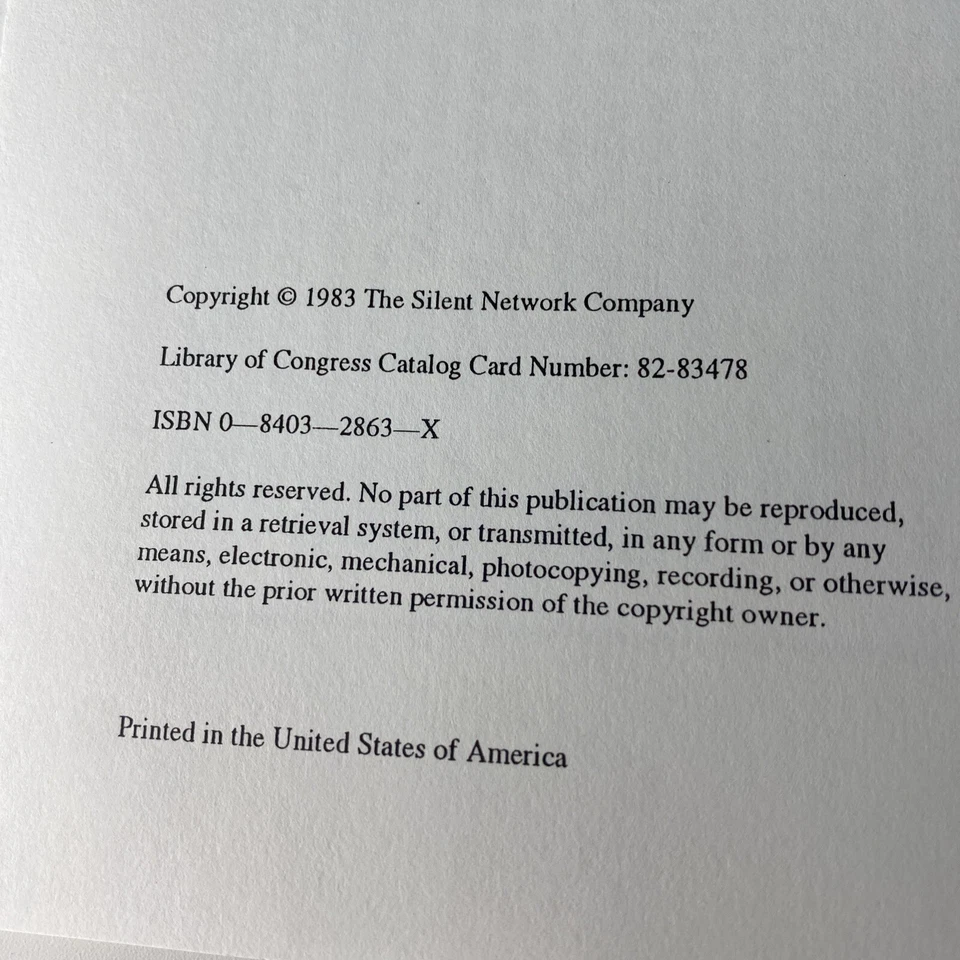 Copyright © 1983 The Silent Network Company
Library of Congress Catalog Card Number: 82-83478
ISBN 0—8403—2863—X
All rights reserved. No part of this publication may be reproduced,
stored in a retrieval system, or transmitted, in any form or by any
means, electronic, mechanical, photocopying, recording, or otherwise,
without the prior written permission of the copyright owner.
Printed in the United States of America